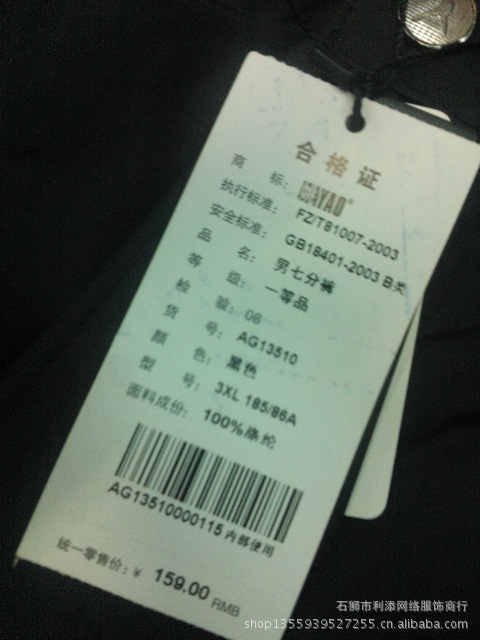 合格证
商 标: AYAO®
执行标准: FZ/T81007-2003
安全标准: GB18401-2003 B类
品 名: 男七分裤
等 级: 一等品
检 验: 08
货 号: AG13510
颜 色: 黑色
型 号: 3XL 185/86A
面料成份: 100%涤纶
AG13510000115 内部使用
统一零售价: ¥ 159.00 RMB
石狮市利添网络服饰商行
shop1355939527255.cn.alibaba.com